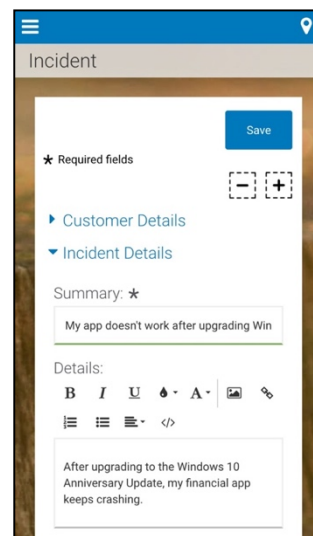 Incident
Save
* Required fields
Customer Details
Incident Details
Summary: *
My app doesn't work after upgrading Win
Details:
B I U A
After upgrading to the Windows 10
Anniversary Update, my financial app
keeps crashing.